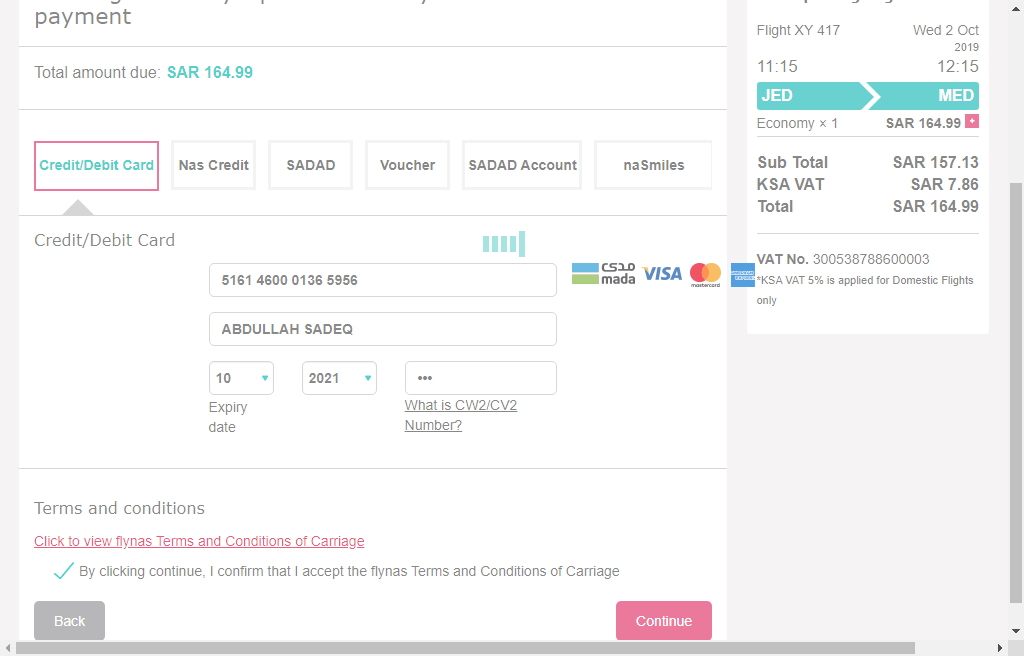 payment
Total amount due: SAR 164.99
Credit/Debit Card
Nas Credit
SADAD
Voucher
SADAD Account
naSmiles
Credit/Debit Card
5161 4600 0136 5956
مدى
mada
VISA
mastercard
ABDULLAH SADEQ
10
2021
•••
Expiry
date
What is CW2/CV2
Number?
Terms and conditions
Click to view flynas Terms and Conditions of Carriage
By clicking continue, I confirm that I accept the flynas Terms and Conditions of Carriage
Back
Continue
Flight XY 417
Wed 2 Oct
2019
11:15
12:15
JED
MED
Economy × 1
SAR 164.99 +
Sub Total
SAR 157.13
KSA VAT
SAR 7.86
Total
SAR 164.99
VAT No. 300538788600003
*KSA VAT 5% is applied for Domestic Flights
only